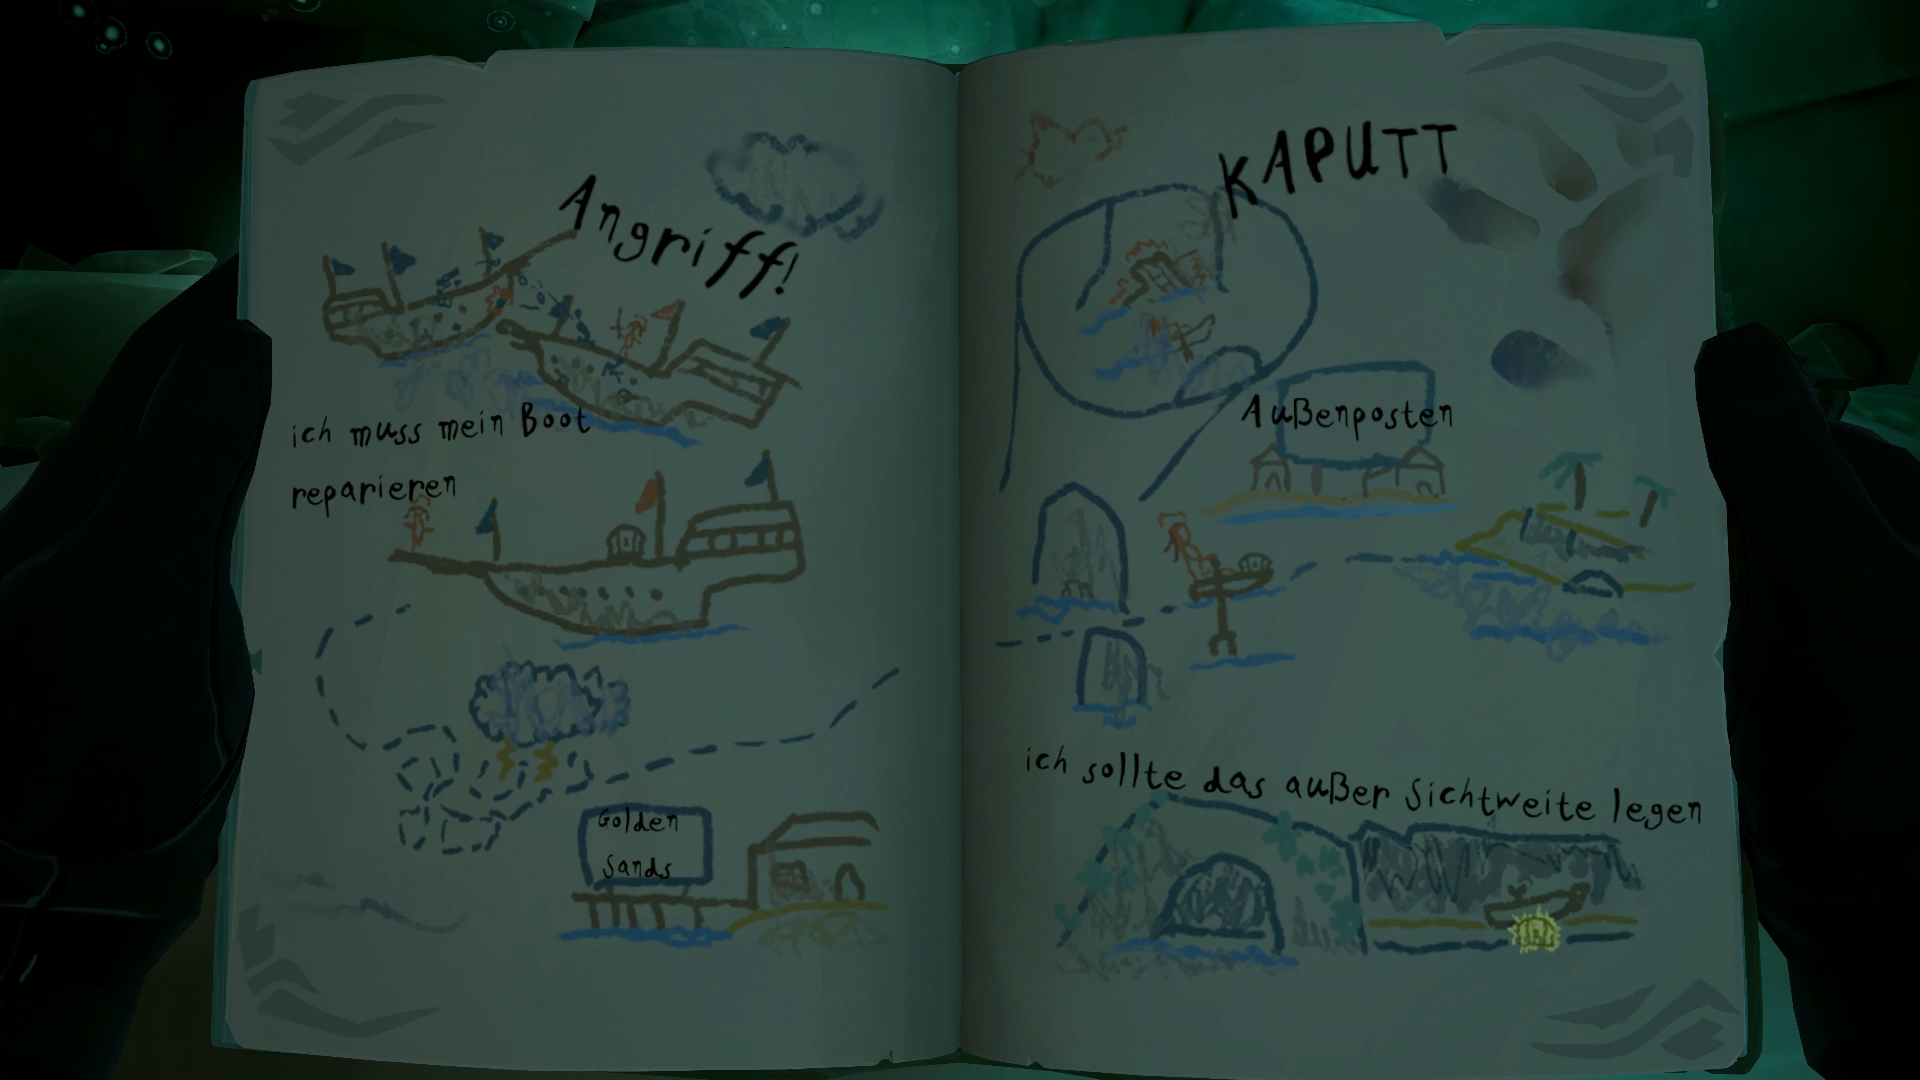 Angriff!
ich muss mein Boot
reparieren
Golden
Sands
KAPUTT
Außenposten
ich sollte das außer Sichtweite legen